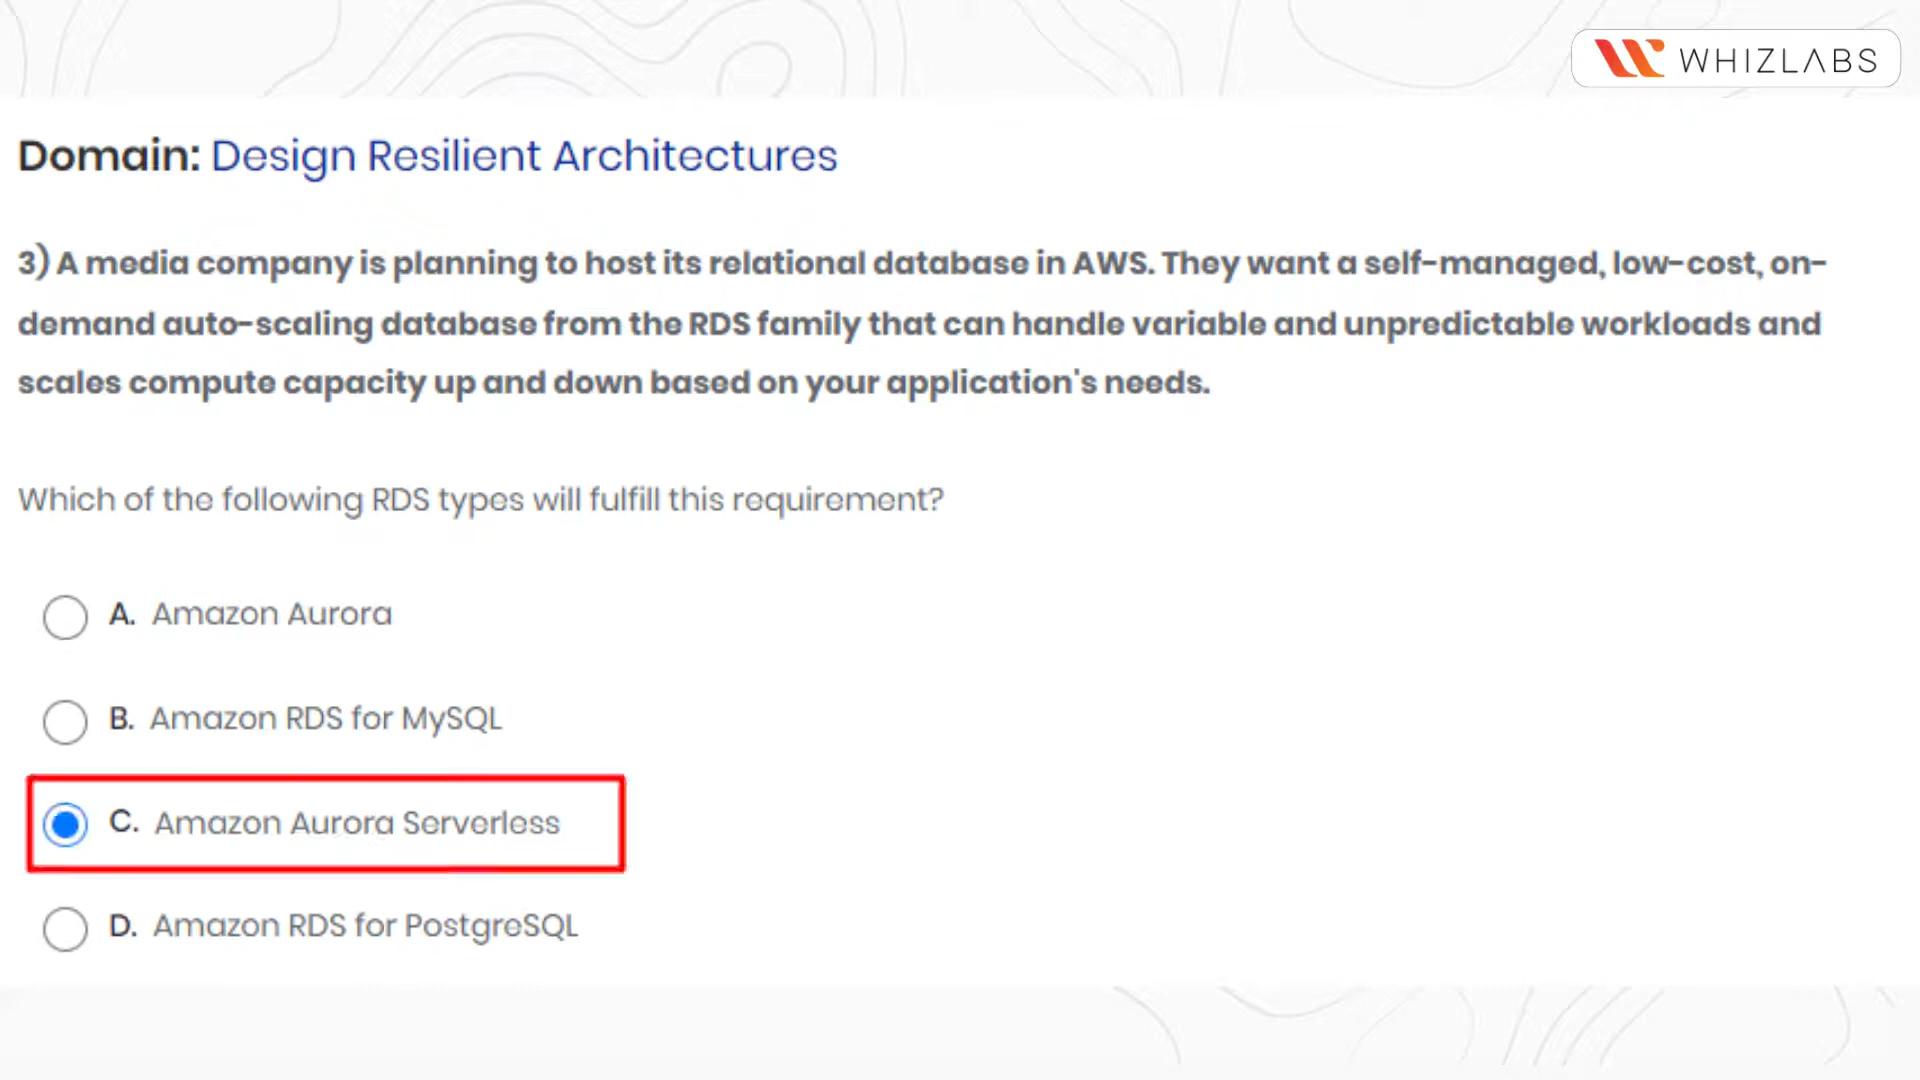 WHIZLABS
Domain: Design Resilient Architectures
3) A media company is planning to host its relational database in AWS. They want a self-managed, low-cost, on-
demand auto-scaling database from the RDS family that can handle variable and unpredictable workloads and
scales compute capacity up and down based on your application's needs.
Which of the following RDS types will fulfill this requirement?
A. Amazon Aurora
B. Amazon RDS for MySQL
C. Amazon Aurora Serverless
D. Amazon RDS for PostgreSQL